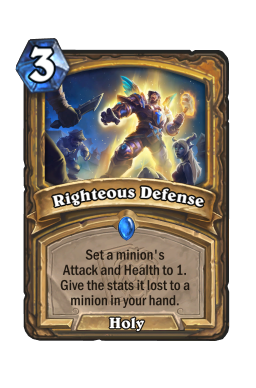 3
Righteous Defense
Set a minion's
Attack and Health to 1.
Give the stats it lost to a
minion in your hand.
Holy